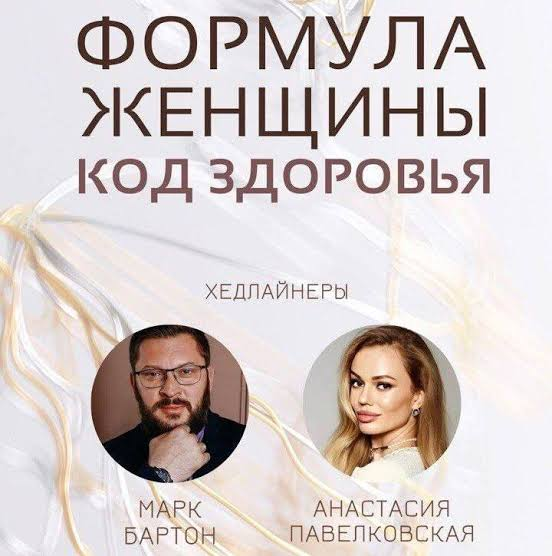 ФОРМУЛА
ЖЕНЩИНЫ
КОД ЗДОРОВЬЯ
ХЕДЛАЙНЕРЫ
МАРК
БАРТОН
АНАСТАСИЯ
ПАВЕЛКОВСКАЯ